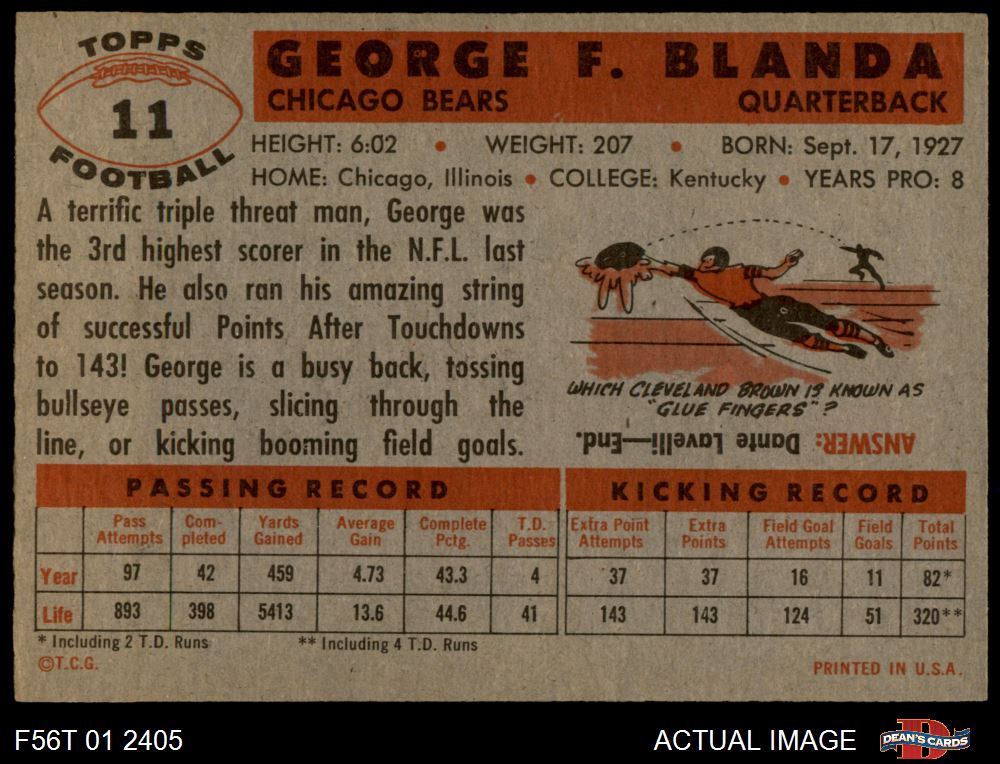 TOPPS
11
FOOTBALL
GEORGE F. BLANDA
CHICAGO BEARS QUARTERBACK
HEIGHT: 6:02 • WEIGHT: 207 • BORN: Sept. 17, 1927
HOME: Chicago, Illinois • COLLEGE: Kentucky • YEARS PRO: 8
A terrific triple threat man, George was
the 3rd highest scorer in the N.F.L. last
season. He also ran his amazing string
of successful Points After Touchdowns
to 143! George is a busy back, tossing
bullseye passes, slicing through the
line, or kicking booming field goals.
WHICH CLEVELAND BROWN IS KNOWN AS
"GLUE FINGERS"?
ANSWER: Dante Lavelli—End.
PASSING RECORD
Pass Attempts Com-pleted Yards Gained Average Gain Complete Pctg. T.D. Passes
Year 97 42 459 4.73 43.3 4
Life 893 398 5413 13.6 44.6 41
KICKING RECORD
Extra Point Attempts Extra Points Field Goal Attempts Field Goals Total Points
37 37 16 11 82*
143 143 124 51 320**
* Including 2 T.D. Runs ** Including 4 T.D. Runs
©T.C.G. PRINTED IN U.S.A.
F56T 01 2405 ACTUAL IMAGE DEAN'S CARDS